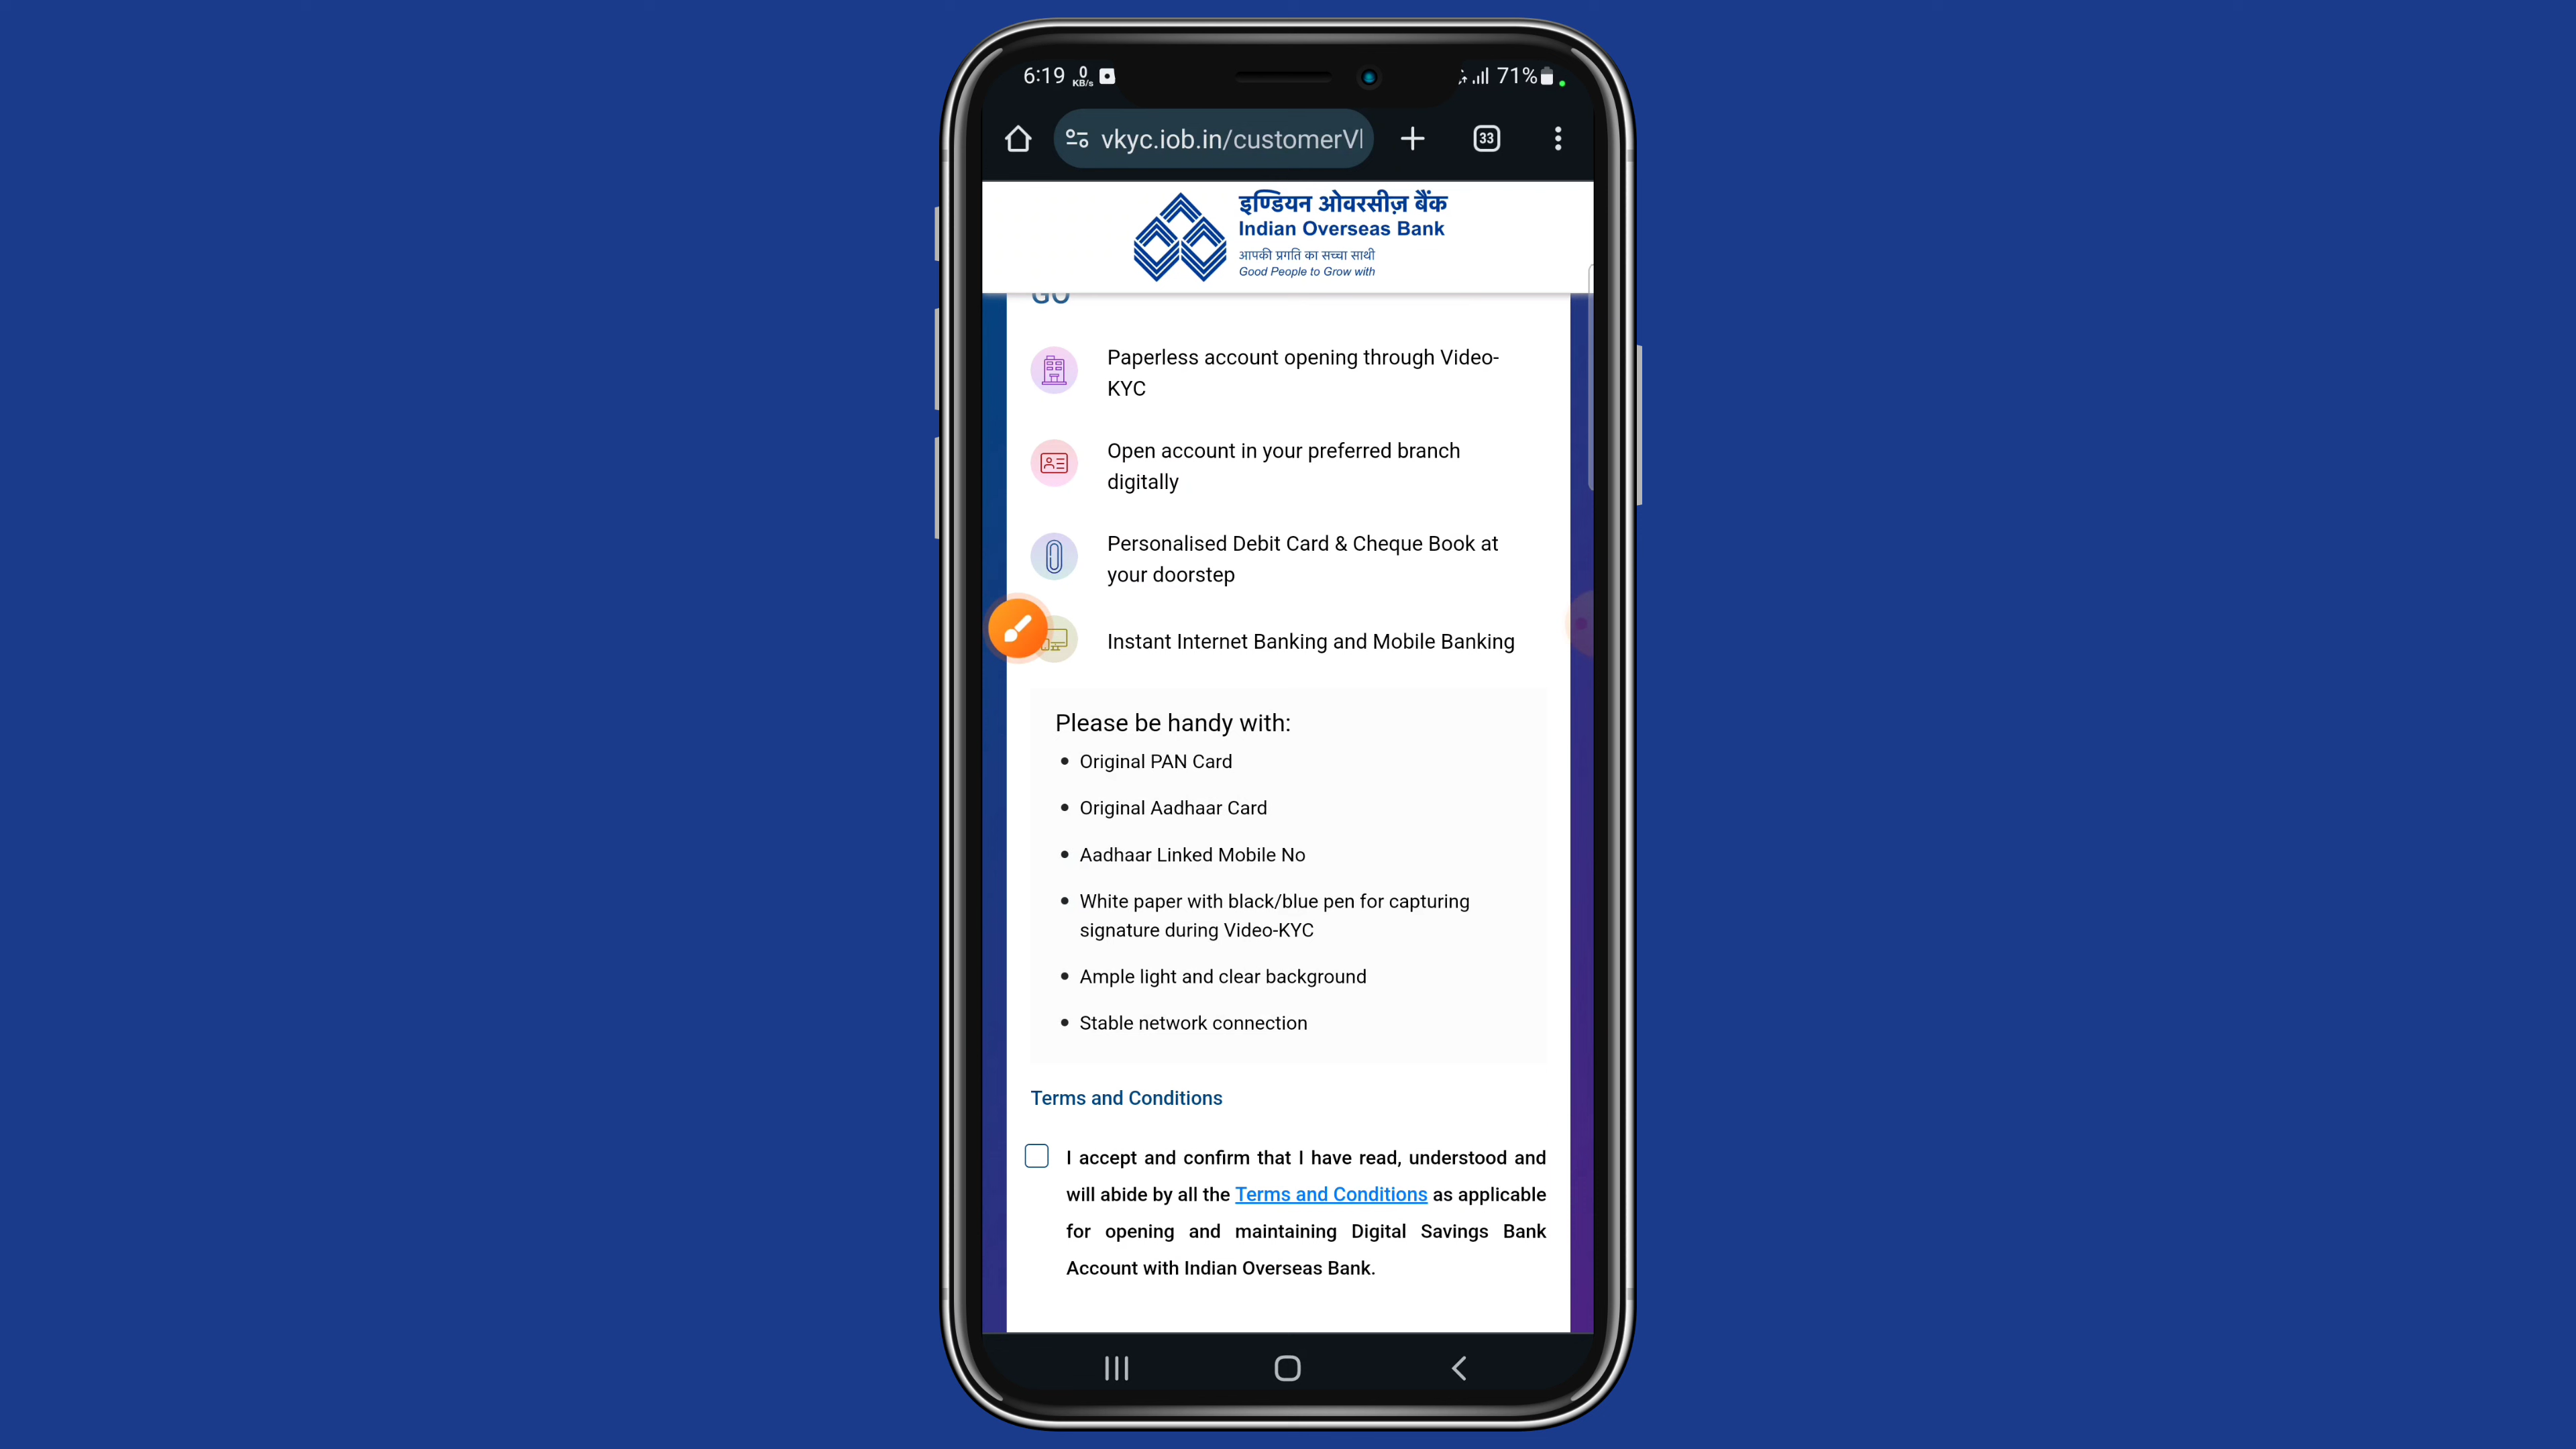 6:19 0 KB/s 71%
vkyc.iob.in/customerV 33
इण्डियन ओवरसीज़ बैंक
Indian Overseas Bank
आपकी प्रगति का सच्चा साथी
Good People to Grow with
GO
Paperless account opening through Video-
KYC
Open account in your preferred branch
digitally
Personalised Debit Card & Cheque Book at
your doorstep
Instant Internet Banking and Mobile Banking
Please be handy with:
• Original PAN Card
• Original Aadhaar Card
• Aadhaar Linked Mobile No
• White paper with black/blue pen for capturing
signature during Video-KYC
• Ample light and clear background
• Stable network connection
Terms and Conditions
I accept and confirm that I have read, understood and
will abide by all the Terms and Conditions as applicable
for opening and maintaining Digital Savings Bank
Account with Indian Overseas Bank.